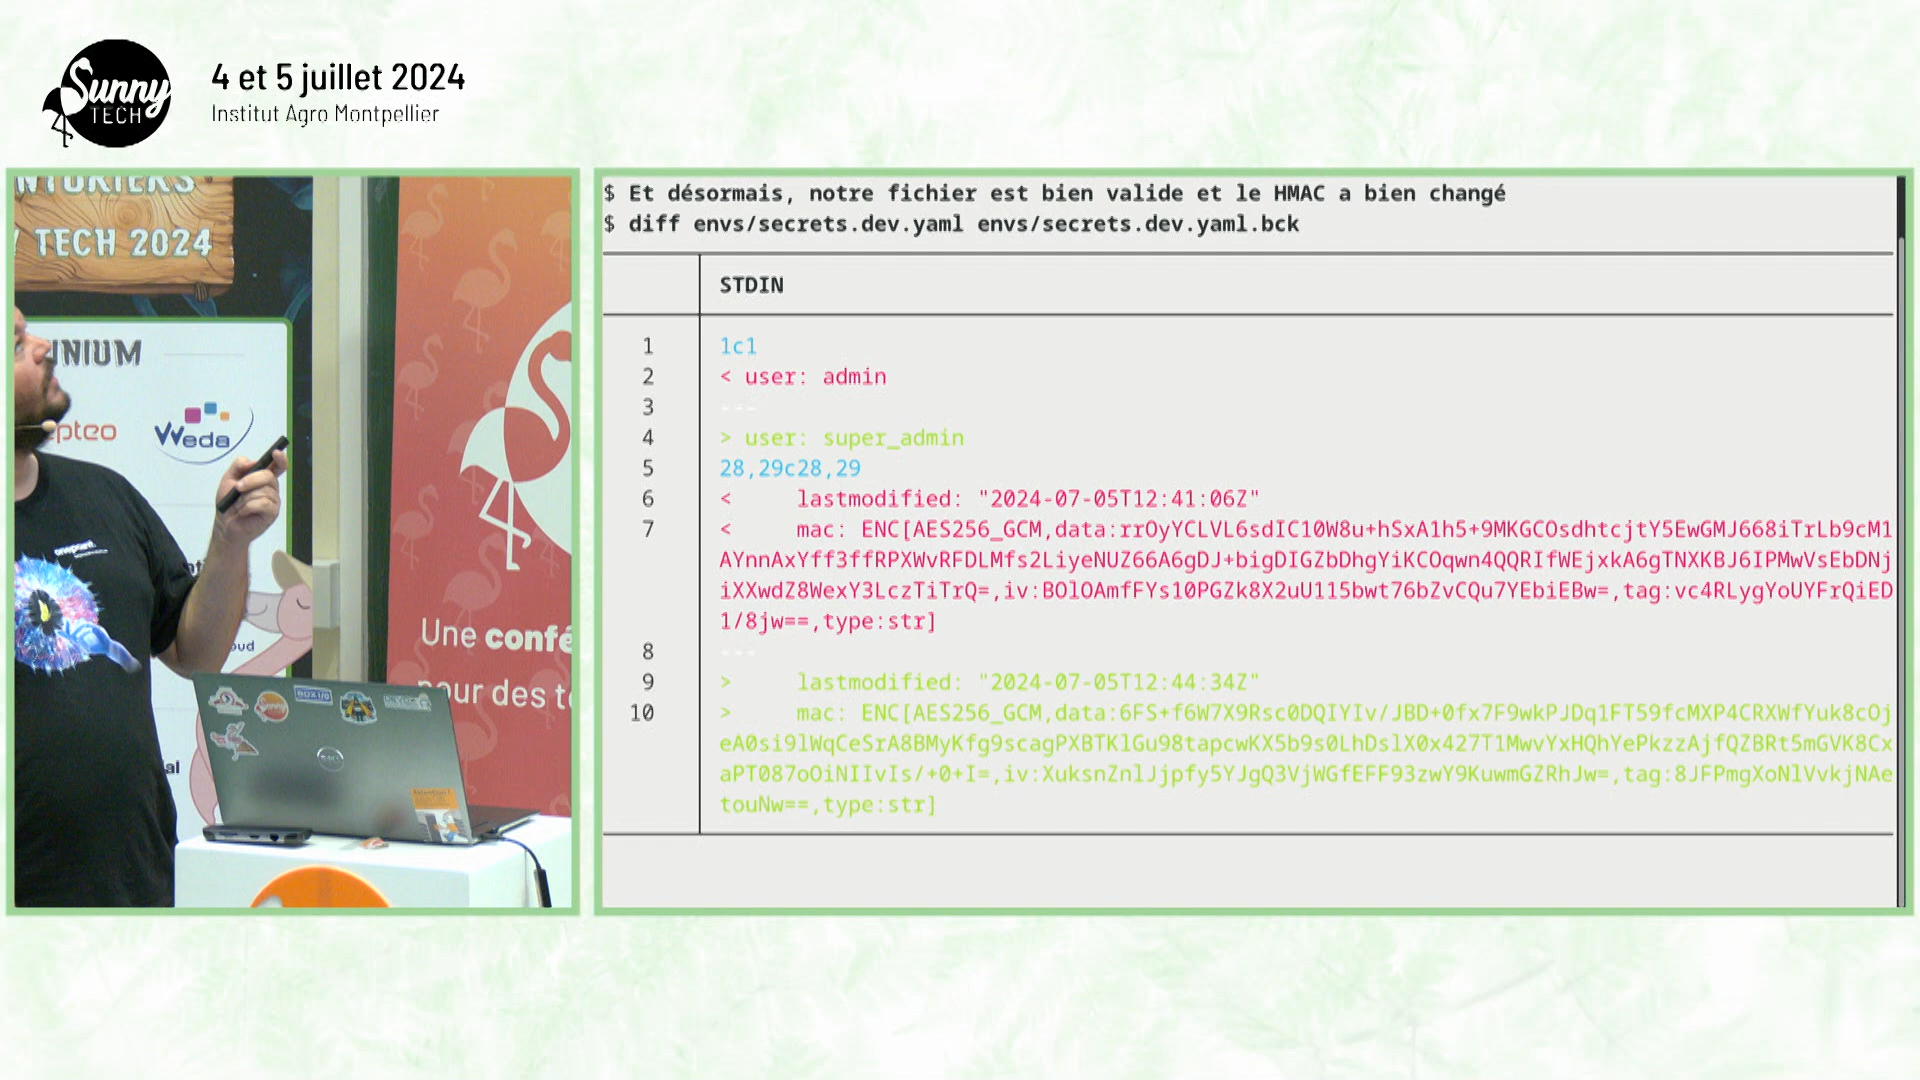 Sunny
TECH
4 et 5 juillet 2024
Institut Agro Montpellier
TECH 2024
NIUM
pteo
Weda
Une confé
pour des t
$ Et désormais, notre fichier est bien valide et le HMAC a bien changé
$ diff envs/secrets.dev.yaml envs/secrets.dev.yaml.bck
STDIN
1 1c1
2 < user: admin
3 ---
4 > user: super_admin
5 28,29c28,29
6 < lastmodified: "2024-07-05T12:41:06Z"
7 < mac: ENC[AES256_GCM,data:rrOyYCLVL6sdIC10W8u+hSxA1h5+9MKGCOsdhtcjtY5EwGMJ668iTrLb9cM1
AYnnAxYff3ffRPXWvRFDLMfs2LiyeNUZ66A6gDJ+bigDIGZbDhgYiKCOqwn4QQRIfWEjxkA6gTNXKBJ6IPMwVsEbDNj
iXXwdZ8WexY3LczTiTrQ=,iv:BOlOAmfFYs10PGZk8X2uU115bwt76bZvCQu7YEbiEBw=,tag:vc4RLygYoUYFrQiED
1/8jw==,type:str]
8 ---
9 > lastmodified: "2024-07-05T12:44:34Z"
10 > mac: ENC[AES256_GCM,data:6FS+f6W7X9Rsc0DQIYIv/JBD+0fx7F9wkPJDq1FT59fcMXP4CRXWfYuk8cOj
eA0si9lWqCeSrA8BMyKfg9scagPXBTKlGu98tapcwKX5b9s0LhDslX0x427T1MwvYxHQhYePkzzAjfQZBRt5mGVK8Cx
aPT087oOiNIIvIs/+0+I=,iv:XuksnZnlJjpfy5YJgQ3VjWGfEFF93zwY9KuwmGZRhJw=,tag:8JFPmgXoNlVvkjNAe
touNw==,type:str]